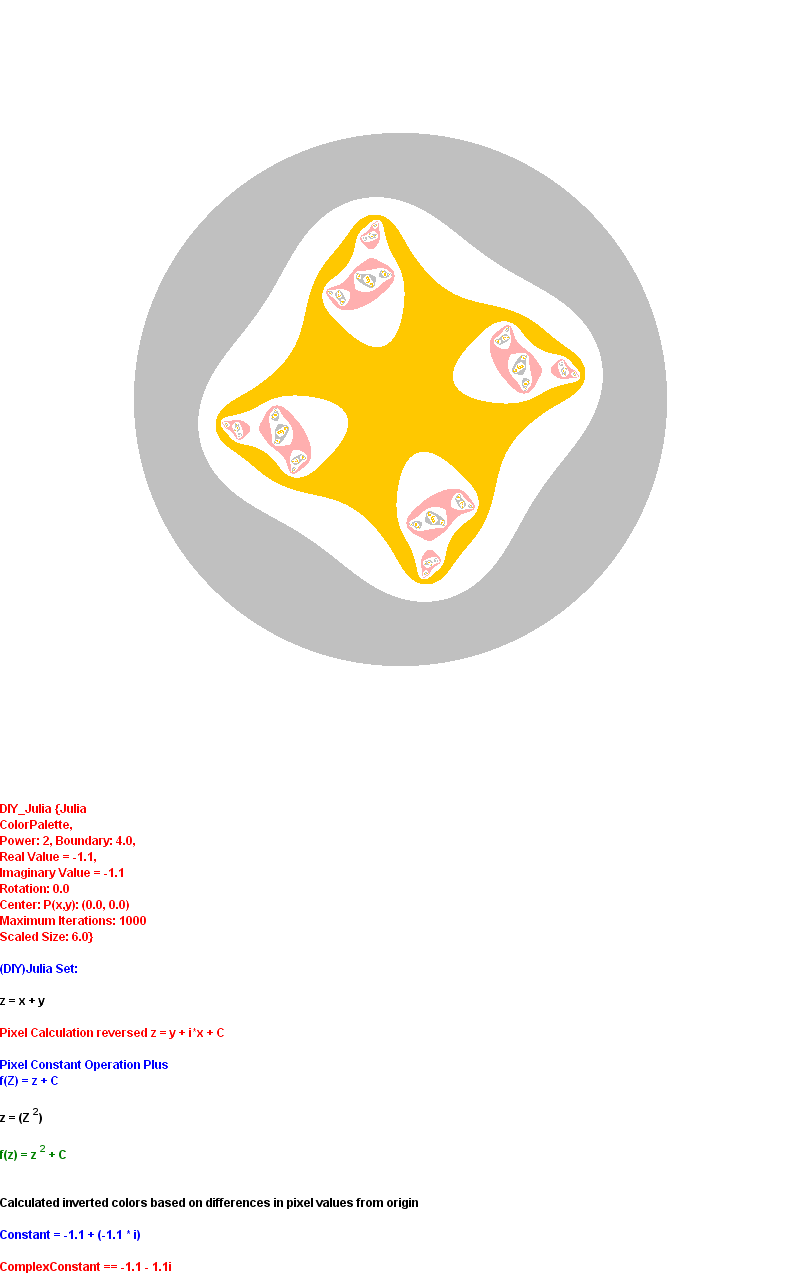 DIY_Julia {Julia
ColorPalette,
Power: 2, Boundary: 4.0,
Real Value = -1.1,
Imaginary Value = -1.1
Rotation: 0.0
Center: P(x,y): (0.0, 0.0)
Maximum Iterations: 1000
Scaled Size: 6.0}
(DIY)Julia Set:
z = x + y
Pixel Calculation reversed z = y + i*x + C
Pixel Constant Operation Plus
f(Z) = z + C
z = (Z 2)
f(z) = z 2 + C
Calculated inverted colors based on differences in pixel values from origin
Constant = -1.1 + (-1.1 * i)
ComplexConstant == -1.1 - 1.1i